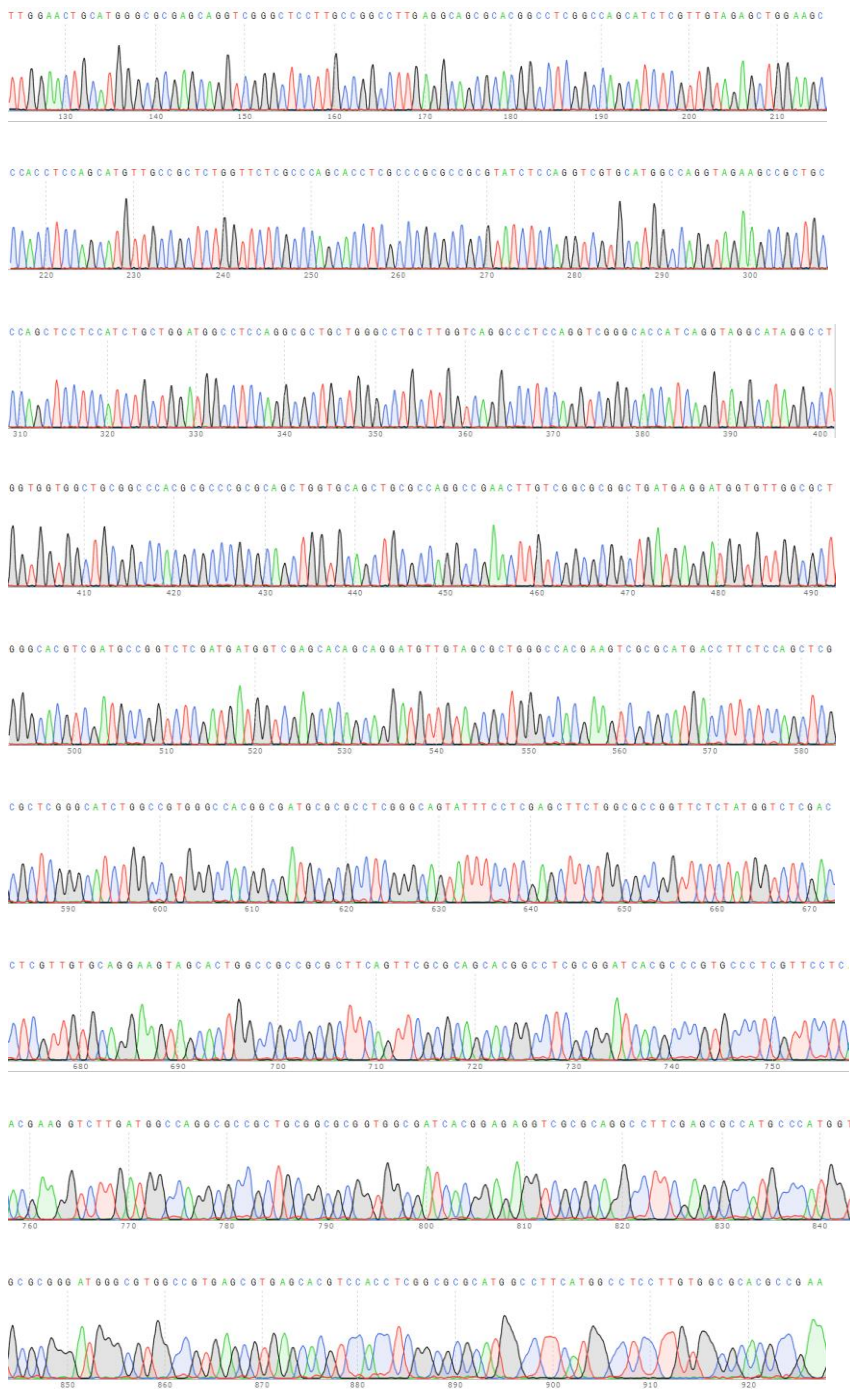 TTGGAACTGCATGGGCGCGAGCAGGTCGGGCTCCTTGCCGGCCTTGAGGCAGCGCACGGCCTCGGCCAGCATCTCGTTGTAGAGCTGGAAGC
130 140 150 160 170 180 190 200 210
CCACCTCCAGCATGTTGCCGCTCTGGTTCTCGCCCAGCACCTCGCCCGCGCCGCGTATCTCCAGGTCGTGCATGGCCAGGTAGAAGCCGCTGC
220 230 240 250 260 270 280 290 300
CCAGCTCCTCCATCTGCTGGATGGCCTCCAGGCGCTGCTGGGCCTGCTTGGTCAGGCCCTCCAGGTCGGGCACCATCAGGTAGGCATAGGCCT
310 320 330 340 350 360 370 380 390 400
GGTGGTGGCTGCGGCCCACGCGCCCGCGCAGCTGGTGCAGCTGCGCCAGGCCGAACTTGTCGGCGCGGCTGATGAGGATGGTGTTGGCGCT
410 420 430 440 450 460 470 480 490
GGGCACGTCGATGCCGGTCTCGATGATGGTCGAGCACAGCAGGATGTTGTAGCGCTGGGCCACGAAGTCGCGCATGACCTTCTCCAGCTCG
500 510 520 530 540 550 560 570 580
CGCTCGGGCATCTGGCCGTGGGCCACGGCGATGCGCGCCTCGGGCAGTATTTCCTCGAGCTTCTGGCGCCGGTTCTCTATGGTCTCGAC
590 600 610 620 630 640 650 660 670
CTCGTTGTGCAGGAAGTAGCACTGGCCGCCGCGCTTCAGTTCGCGCAGCACGGCCTCGCGGATCACGCCCGTGCCCTCGTTCCTC
680 690 700 710 720 730 740 750
ACGAAGGTCTTGATGGCCAGGCGCCGCTGCGGCGCGGTGGCGATCACGGAGAGGTCGCGCAGGCCTTCGAGCGCCATGCCCATGGT
760 770 780 790 800 810 820 830 840
GCGCGGGATGGGCGTGGCCGTGAGCGTGAGCACGTCCACCTCGGCGCGCATGGCCTTCATGGCCTCCTTGTGGCGCACGCCGAA
850 860 870 880 890 900 910 920